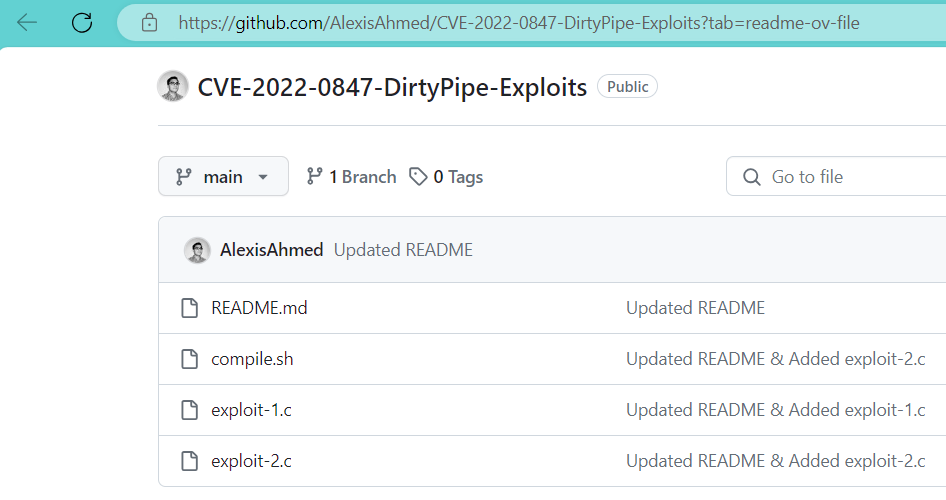 https://github.com/AlexisAhmed/CVE-2022-0847-DirtyPipe-Exploits?tab=readme-ov-file
CVE-2022-0847-DirtyPipe-Exploits Public
main 1 Branch 0 Tags Go to file
AlexisAhmed Updated README
README.md Updated README
compile.sh Updated README & Added exploit-2.c
exploit-1.c Updated README & Added exploit-1.c
exploit-2.c Updated README & Added exploit-2.c